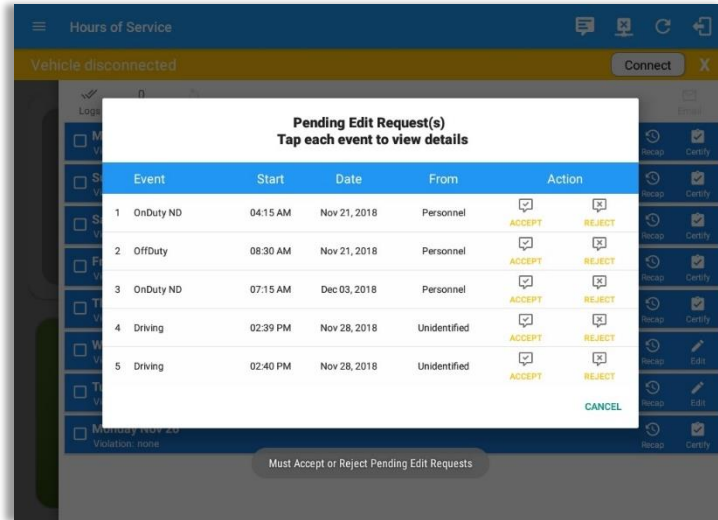 Hours of Service
Vehicle disconnected
Connect X
Logs 0 Email
Pending Edit Request(s)
Tap each event to view details
Event Start Date From Action
1 OnDuty ND 04:15 AM Nov 21, 2018 Personnel ACCEPT REJECT
2 OffDuty 08:30 AM Nov 21, 2018 Personnel ACCEPT REJECT
3 OnDuty ND 07:15 AM Dec 03, 2018 Personnel ACCEPT REJECT
4 Driving 02:39 PM Nov 28, 2018 Unidentified ACCEPT REJECT
5 Driving 02:40 PM Nov 28, 2018 Unidentified ACCEPT REJECT
CANCEL
Recap Certify
Recap Certify
Recap Certify
Recap Certify
Recap Certify
Recap Edit
Recap Edit
Monday Nov 26
Violation: none
Recap Certify
Must Accept or Reject Pending Edit Requests